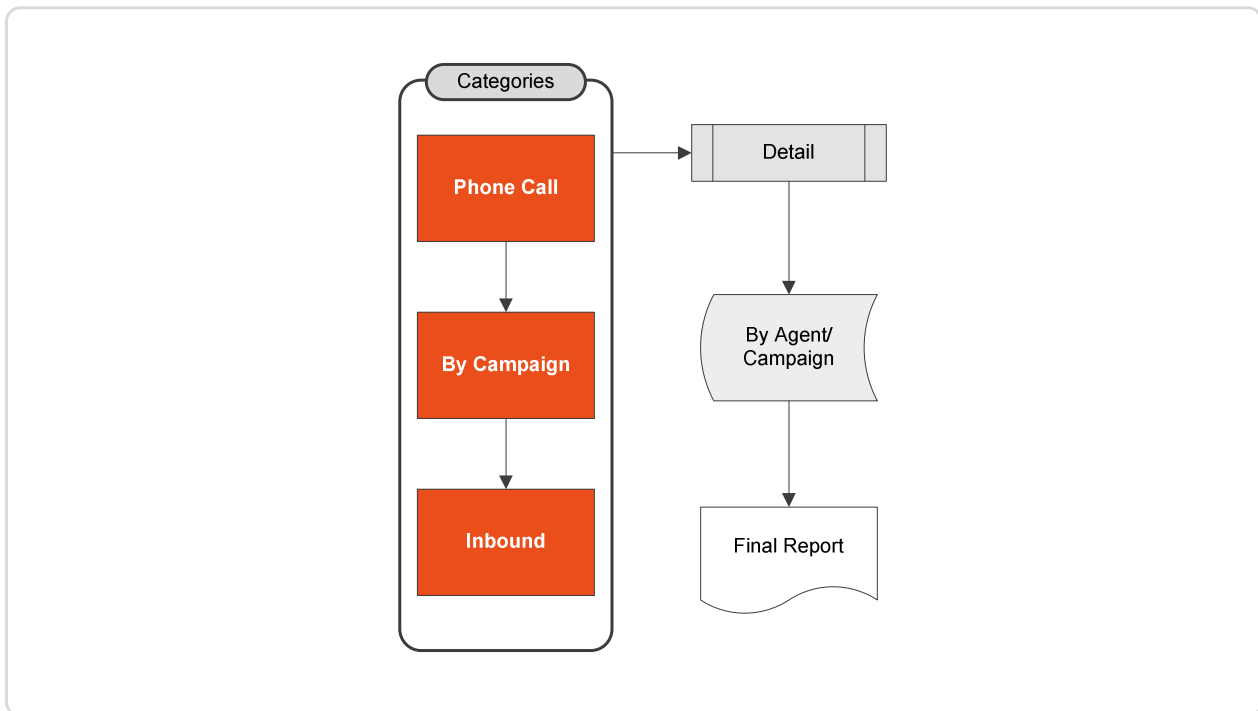 Categories
Phone Call
By Campaign
Inbound
Detail
By Agent/
Campaign
Final Report